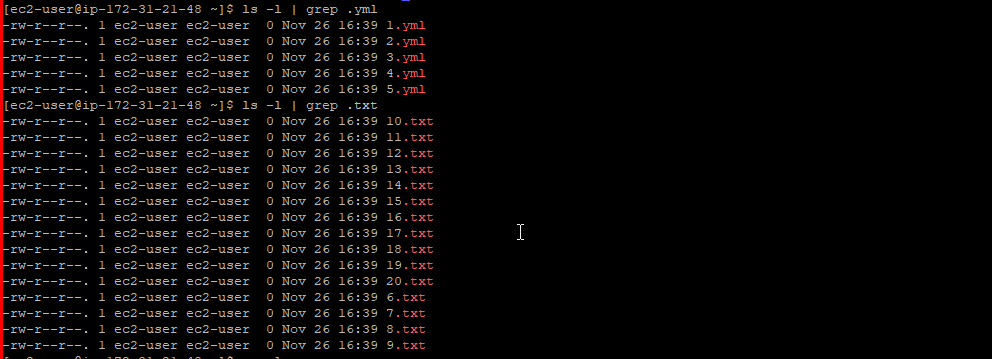 [ec2-user@ip-172-31-21-48 ~]$ ls -l | grep .yml
-rw-r--r--. 1 ec2-user ec2-user  0 Nov 26 16:39 1.yml
-rw-r--r--. 1 ec2-user ec2-user  0 Nov 26 16:39 2.yml
-rw-r--r--. 1 ec2-user ec2-user  0 Nov 26 16:39 3.yml
-rw-r--r--. 1 ec2-user ec2-user  0 Nov 26 16:39 4.yml
-rw-r--r--. 1 ec2-user ec2-user  0 Nov 26 16:39 5.yml
[ec2-user@ip-172-31-21-48 ~]$ ls -l | grep .txt
-rw-r--r--. 1 ec2-user ec2-user  0 Nov 26 16:39 10.txt
-rw-r--r--. 1 ec2-user ec2-user  0 Nov 26 16:39 11.txt
-rw-r--r--. 1 ec2-user ec2-user  0 Nov 26 16:39 12.txt
-rw-r--r--. 1 ec2-user ec2-user  0 Nov 26 16:39 13.txt
-rw-r--r--. 1 ec2-user ec2-user  0 Nov 26 16:39 14.txt
-rw-r--r--. 1 ec2-user ec2-user  0 Nov 26 16:39 15.txt
-rw-r--r--. 1 ec2-user ec2-user  0 Nov 26 16:39 16.txt
-rw-r--r--. 1 ec2-user ec2-user  0 Nov 26 16:39 17.txt
-rw-r--r--. 1 ec2-user ec2-user  0 Nov 26 16:39 18.txt
-rw-r--r--. 1 ec2-user ec2-user  0 Nov 26 16:39 19.txt
-rw-r--r--. 1 ec2-user ec2-user  0 Nov 26 16:39 20.txt
-rw-r--r--. 1 ec2-user ec2-user  0 Nov 26 16:39 6.txt
-rw-r--r--. 1 ec2-user ec2-user  0 Nov 26 16:39 7.txt
-rw-r--r--. 1 ec2-user ec2-user  0 Nov 26 16:39 8.txt
-rw-r--r--. 1 ec2-user ec2-user  0 Nov 26 16:39 9.txt